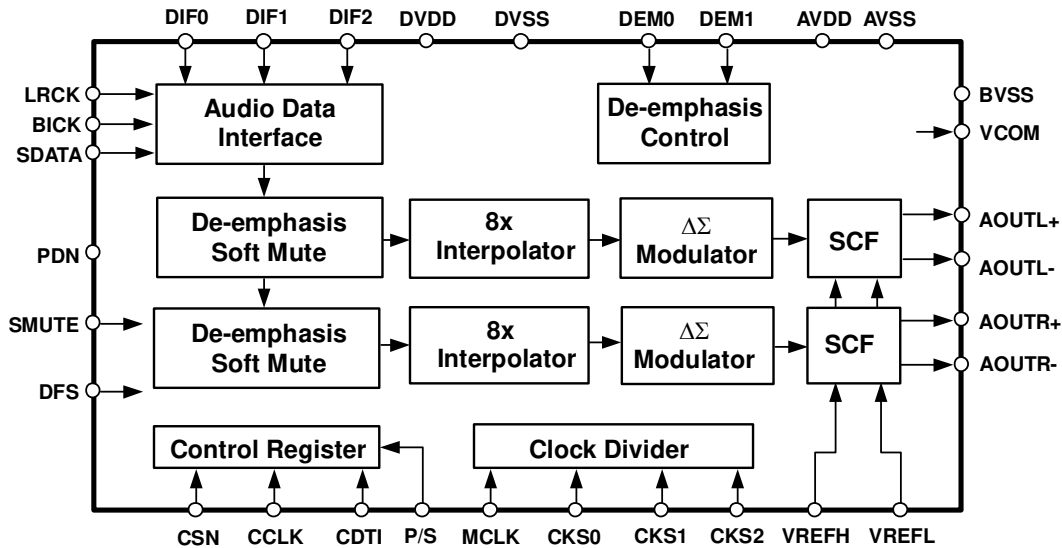 DIF0 DIF1 DIF2 DVDD DVSS DEM0 DEM1 AVDD AVSS
LRCK
BICK
SDATA
PDN
SMUTE
DFS
Audio Data
Interface
De-emphasis
Control
BVSS
VCOM
De-emphasis
Soft Mute
8x
Interpolator
ΔΣ
Modulator
SCF
AOUTL+
AOUTL-
De-emphasis
Soft Mute
8x
Interpolator
ΔΣ
Modulator
SCF
AOUTR+
AOUTR-
Control Register
Clock Divider
CSN CCLK CDTI P/S MCLK CKS0 CKS1 CKS2 VREFH VREFL